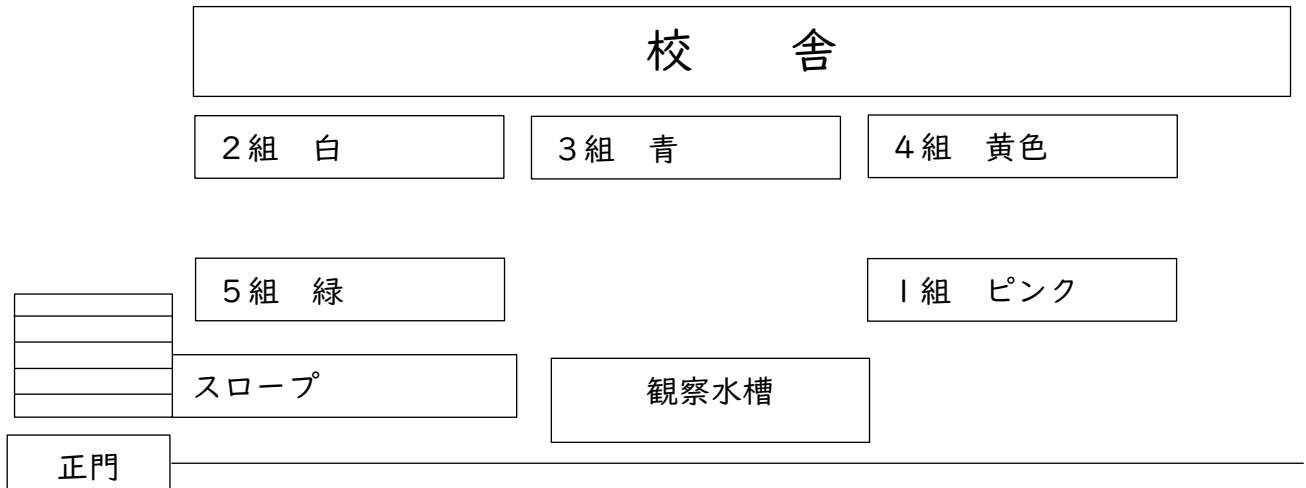 校　　舎
２組　白
３組　青
４組　黄色
５組　緑
１組　ピンク
スロープ
観察水槽
正門